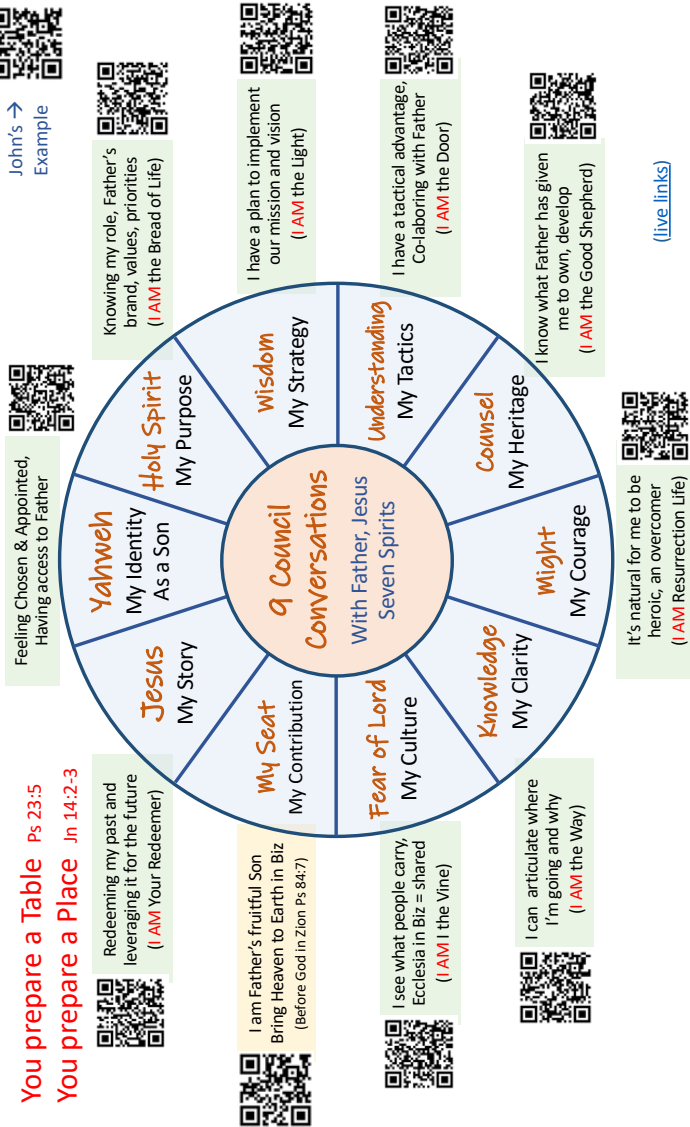 You prepare a Table Ps 23:5
You prepare a Place Jn 14:2-3
John's →
Example
Feeling Chosen & Appointed,
Having access to Father
Knowing my role, Father's
brand, values, priorities
(I AM the Bread of Life)
I have a plan to implement
our mission and vision
(I AM the Light)
I have a tactical advantage,
Co-laboring with Father
(I AM the Door)
I know what Father has given
me to own, develop
(I AM the Good Shepherd)
It's natural for me to be
heroic, an overcomer
(I AM Resurrection Life)
I can articulate where
I'm going and why
(I AM the Way)
I see what people carry,
Ecclesia in Biz = shared
(I AM I the Vine)
I am Father's fruitful Son
Bring Heaven to Earth in Biz
(Before God in Zion Ps 84:7)
Redeeming my past and
leveraging it for the future
(I AM Your Redeemer)
Yahweh
My Identity
As a Son
Holy Spirit
My Purpose
Wisdom
My Strategy
Understanding
My Tactics
Counsel
My Heritage
Might
My Courage
Knowledge
My Clarity
Fear of Lord
My Culture
My Seat
My Contribution
Jesus
My Story
9 Council
Conversations
With Father, Jesus
Seven Spirits
(live links)